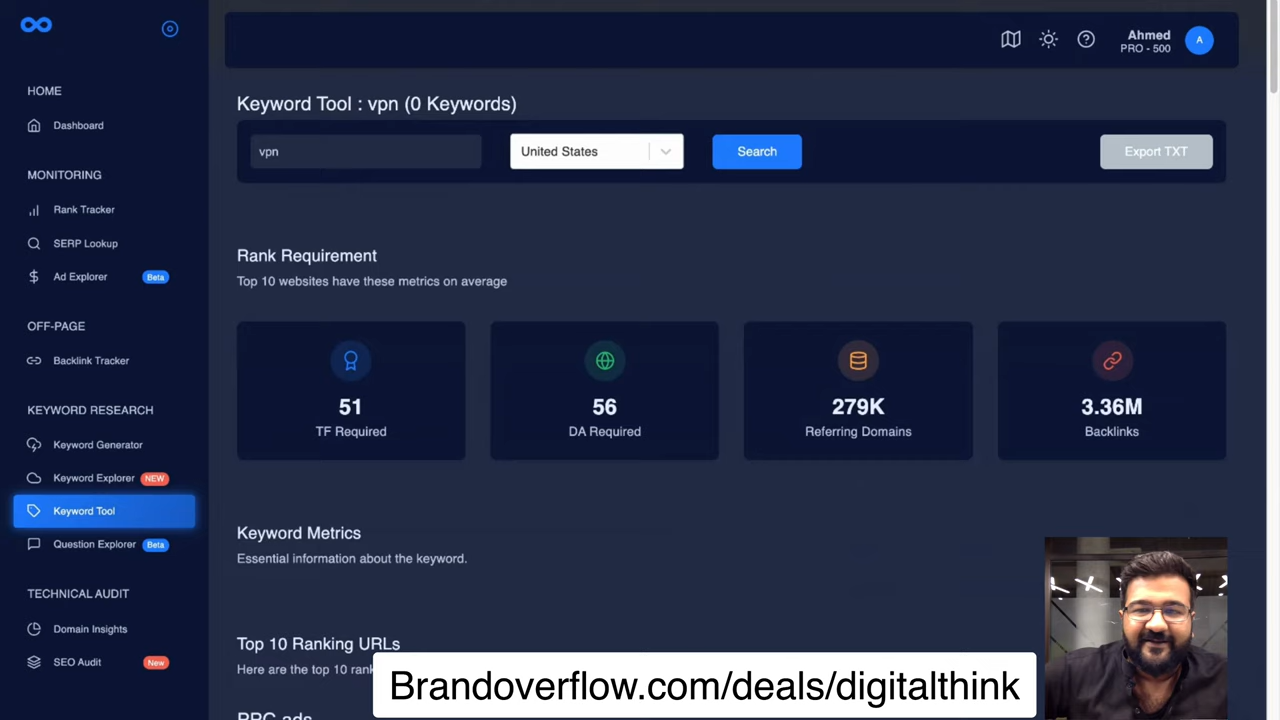 Ahmed
PRO - 500
A
HOME
Dashboard
MONITORING
Rank Tracker
SERP Lookup
Ad Explorer Beta
OFF-PAGE
Backlink Tracker
KEYWORD RESEARCH
Keyword Generator
Keyword Explorer NEW
Keyword Tool
Question Explorer Beta
TECHNICAL AUDIT
Domain Insights
SEO Audit New
Keyword Tool : vpn (0 Keywords)
vpn United States Search Export TXT
Rank Requirement
Top 10 websites have these metrics on average
51 56 279K 3.36M
TF Required DA Required Referring Domains Backlinks
Keyword Metrics
Essential information about the keyword.
Top 10 Ranking URLs
Here are the top 10 rank
Brandoverflow.com/deals/digitalthink
PPC ads